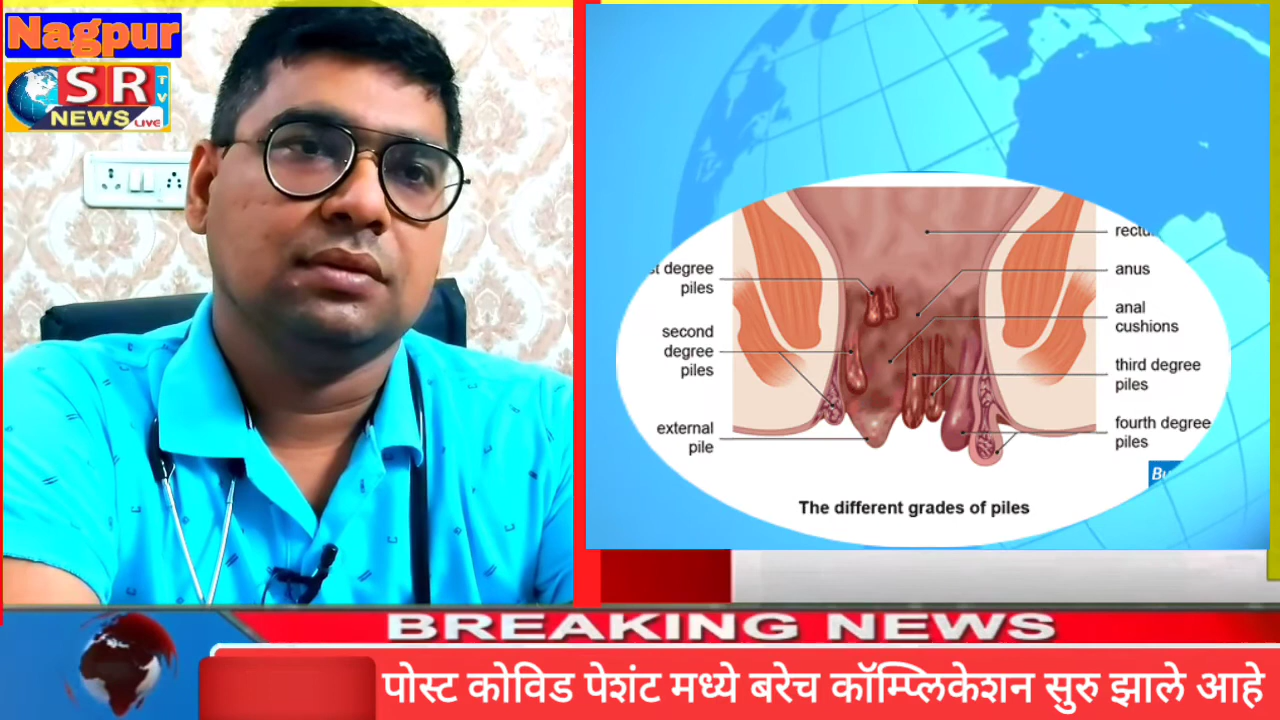 Nagpur
SR TV
NEWS LIVE
st degree
piles
second
degree
piles
external
pile
anus
anal
cushions
third degree
piles
fourth degree
piles
The different grades of piles
BREAKING NEWS
पोस्ट कोविड पेशंट मध्ये बरेच कॉम्प्लिकेशन सुरु झाले आहे